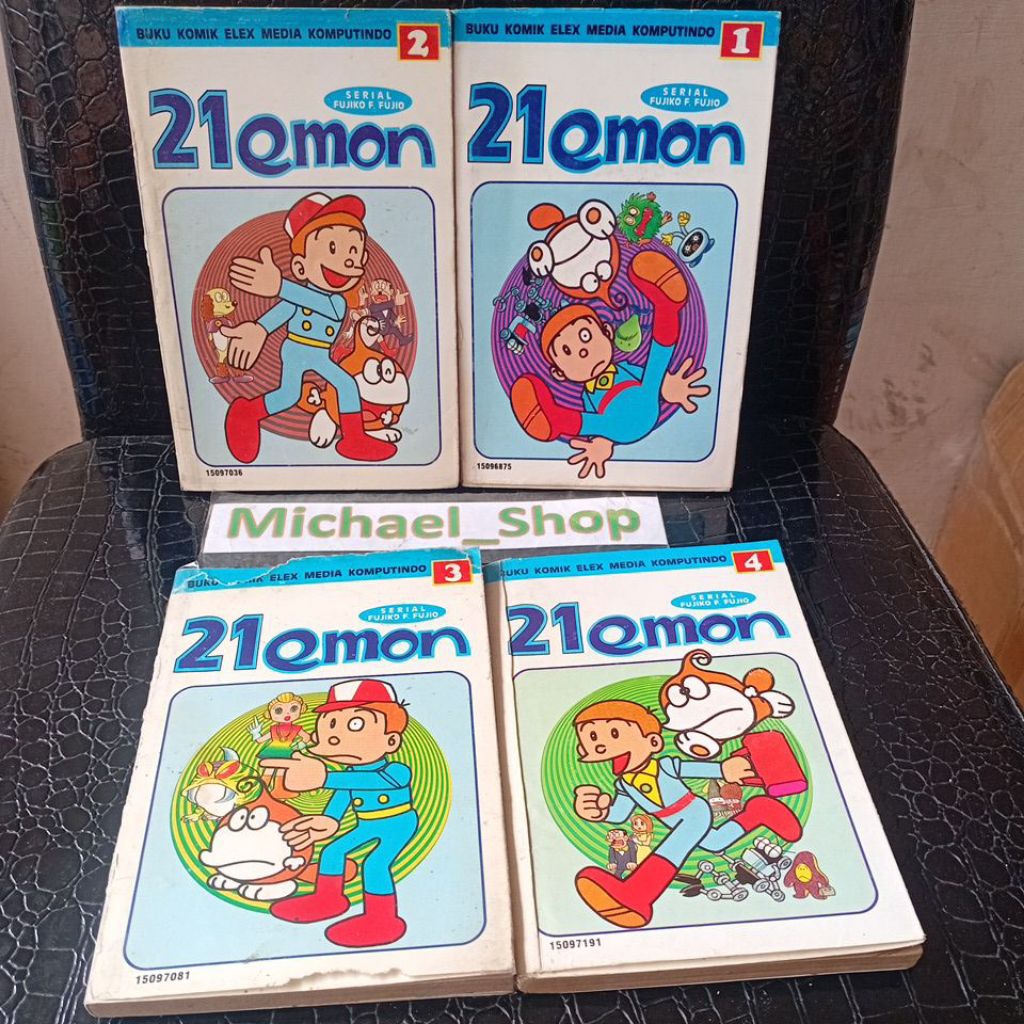 BUKU KOMIK ELEX MEDIA KOMPUTINDO
2
SERIAL
FUJIKO F. FUJIO
21emon
15097036
BUKU KOMIK ELEX MEDIA KOMPUTINDO
1
SERIAL
FUJIKO F. FUJIO
21emon
15096875
Michael_Shop
BUKU KOMIK ELEX MEDIA KOMPUTINDO
3
SERIAL
FUJIKO F. FUJIO
21emon
15097081
BUKU KOMIK ELEX MEDIA KOMPUTINDO
4
SERIAL
FUJIKO F. FUJIO
21emon
15097191